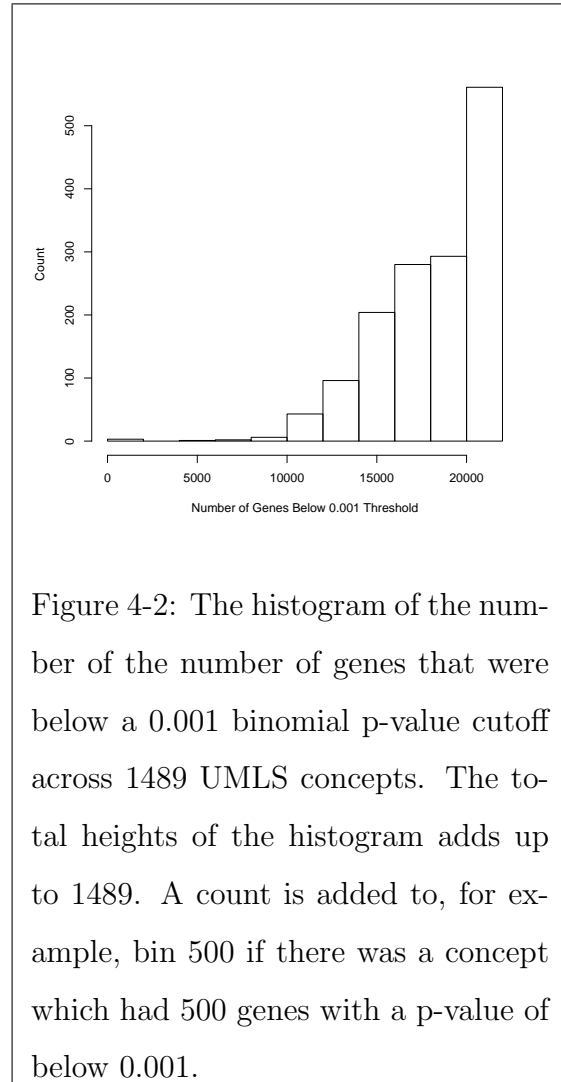 500
400
300
200
100
0
Count
0 5000 10000 15000 20000
Number of Genes Below 0.001 Threshold
Figure 4-2: The histogram of the num-
ber of the number of genes that were
below a 0.001 binomial p-value cutoff
across 1489 UMLS concepts. The to-
tal heights of the histogram adds up
to 1489. A count is added to, for ex-
ample, bin 500 if there was a concept
which had 500 genes with a p-value of
below 0.001.